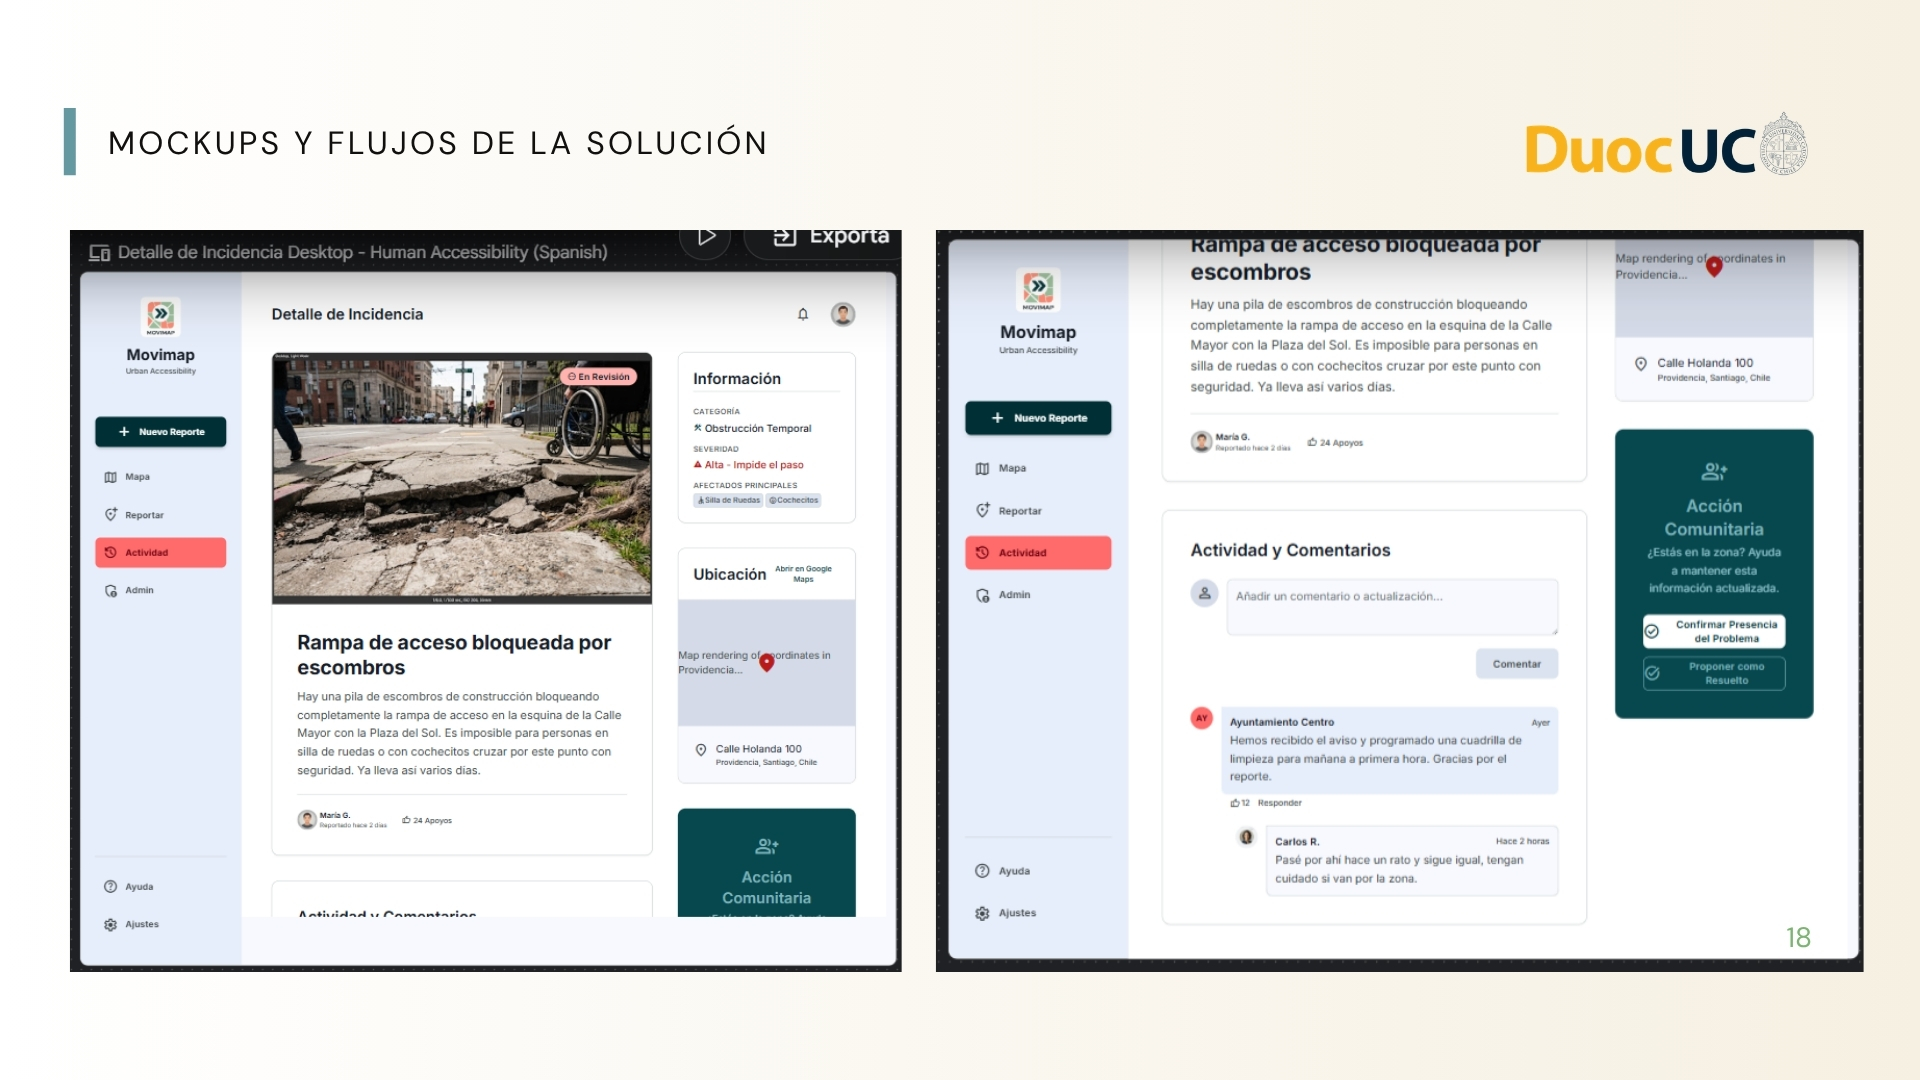 MOCKUPS Y FLUJOS DE LA SOLUCIÓN
Duoc UC
Detalle de Incidencia Desktop - Human Accessibility (Spanish)
Exporta
MOVIMAP
Movimap
Urban Accessibility
Nuevo Reporte
Mapa
Reportar
Actividad
Admin
Ayuda
Ajustes
Detalle de Incidencia
En Revisión
Rampa de acceso bloqueada por
escombros
Hay una pila de escombros de construcción bloqueando
completamente la rampa de acceso en la esquina de la Calle
Mayor con la Plaza del Sol. Es imposible para personas en
silla de ruedas o con cochecitos cruzar por este punto con
seguridad. Ya lleva así varios días.
María G.
Reportado hace 2 días
24 Apoyos
Actividad y Comentarios
Información
CATEGORÍA
Obstrucción Temporal
SEVERIDAD
Alta - Impide el paso
AFECTADOS PRINCIPALES
Silla de Ruedas
Cochecitos
Ubicación
Abrir en Google
Maps
Map rendering of coordinates in
Providencia...
Calle Holanda 100
Providencia, Santiago, Chile
Acción
Comunitaria
MOVIMAP
Movimap
Urban Accessibility
Nuevo Reporte
Mapa
Reportar
Actividad
Admin
Ayuda
Ajustes
Rampa de acceso bloqueada por
escombros
Hay una pila de escombros de construcción bloqueando
completamente la rampa de acceso en la esquina de la Calle
Mayor con la Plaza del Sol. Es imposible para personas en
silla de ruedas o con cochecitos cruzar por este punto con
seguridad. Ya lleva así varios días.
María G.
Reportado hace 2 días
24 Apoyos
Actividad y Comentarios
Añadir un comentario o actualización...
Comentar
AY
Ayuntamiento Centro
Ayer
Hemos recibido el aviso y programado una cuadrilla de
limpieza para mañana a primera hora. Gracias por el
reporte.
12 Responder
Carlos R.
Hace 2 horas
Pasé por ahí hace un rato y sigue igual, tengan
cuidado si van por la zona.
Map rendering of coordinates in
Providencia...
Calle Holanda 100
Providencia, Santiago, Chile
Acción
Comunitaria
¿Estás en la zona? Ayuda
a mantener esta
información actualizada.
Confirmar Presencia
del Problema
Proponer como
Resuelto
18